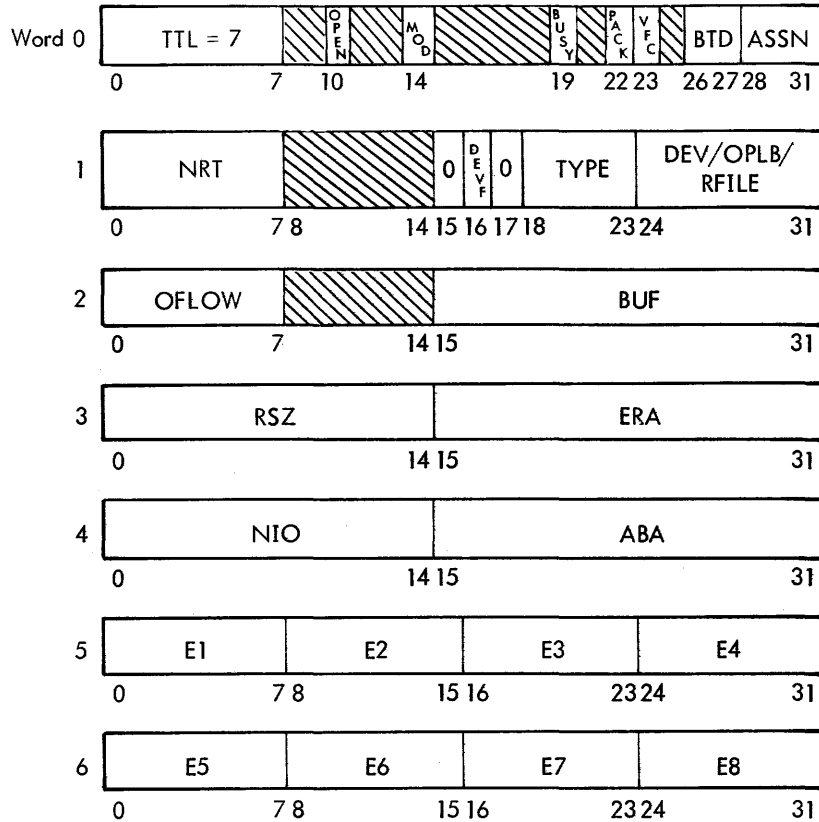 Word 0 TTL = 7 OPEN MOD BUSY PACK VFC BTD ASSN
0 7 10 14 19 22 23 26 27 28 31
1 NRT 0 DEVF 0 TYPE DEV/OPLB/
RFILE
0 7 8 14 15 16 17 18 23 24 31
2 OFLOW BUF
0 7 14 15 31
3 RSZ ERA
0 14 15 31
4 NIO ABA
0 14 15 31
5 E1 E2 E3 E4
0 7 8 15 16 23 24 31
6 E5 E6 E7 E8
0 7 8 15 16 23 24 31